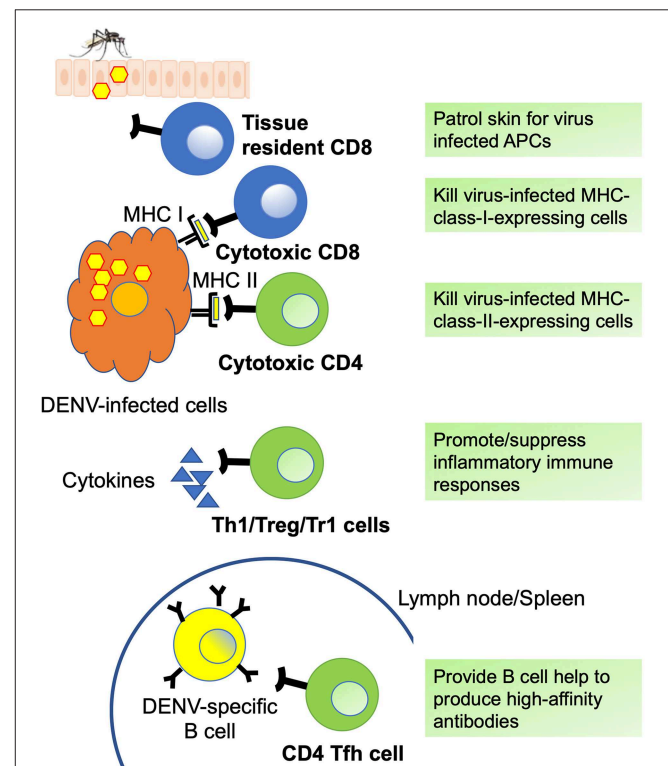 Tissue
resident CD8
Patrol skin for virus
infected APCs
MHC I
Cytotoxic CD8
Kill virus-infected MHC-
class-I-expressing cells
MHC II
Cytotoxic CD4
Kill virus-infected MHC-
class-II-expressing cells
DENV-infected cells
Cytokines
Th1/Treg/Tr1 cells
Promote/suppress
inflammatory immune
responses
Lymph node/Spleen
DENV-specific
B cell
CD4 Tfh cell
Provide B cell help to
produce high-affinity
antibodies